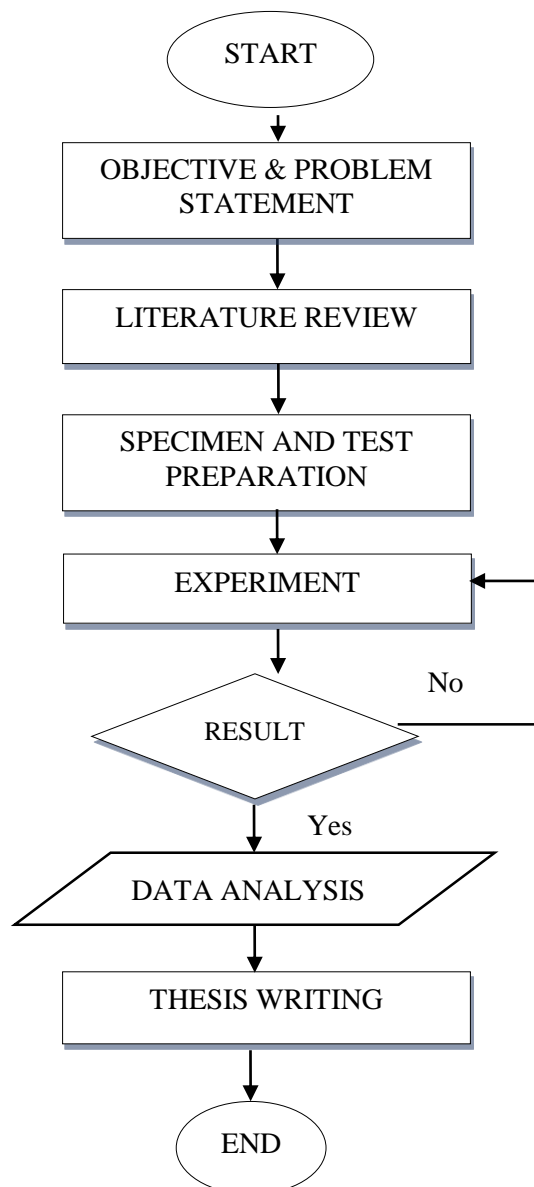 START
OBJECTIVE & PROBLEM
STATEMENT
LITERATURE REVIEW
SPECIMEN AND TEST
PREPARATION
EXPERIMENT
No
RESULT
Yes
DATA ANALYSIS
THESIS WRITING
END